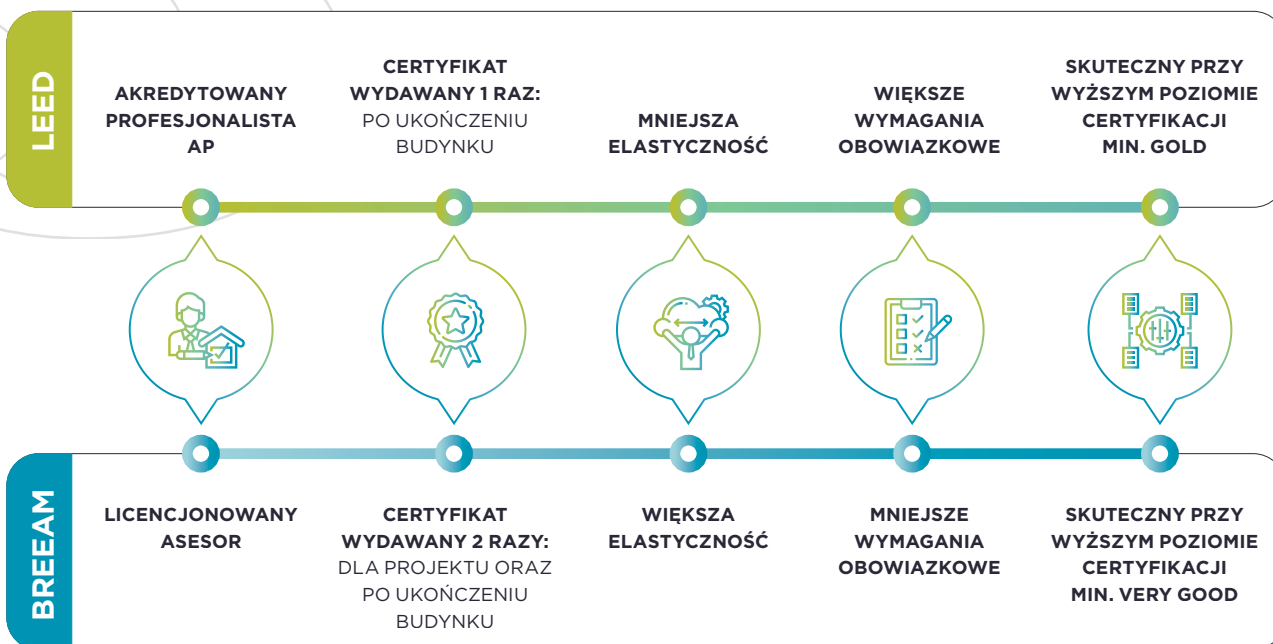 LEED
AKREDYTOWANY
PROFESJONALISTA
AP
CERTYFIKAT
WYDAWANY 1 RAZ:
PO UKOŃCZENIU
BUDYNKU
MNIEJSZA
ELASTYCZNOŚĆ
WIĘKSZE
WYMAGANIA
OBOWIĄZKOWE
SKUTECZNY PRZY
WYŻSZYM POZIOMIE
CERTYFIKACJI
MIN. GOLD
BREEAM
LICENCJONOWANY
ASESOR
CERTYFIKAT
WYDAWANY 2 RAZY:
DLA PROJEKTU ORAZ
PO UKOŃCZENIU
BUDYNKU
WIĘKSZA
ELASTYCZNOŚĆ
MNIEJSZE
WYMAGANIA
OBOWIĄZKOWE
SKUTECZNY PRZY
WYŻSZYM POZIOMIE
CERTYFIKACJI
MIN. VERY GOOD